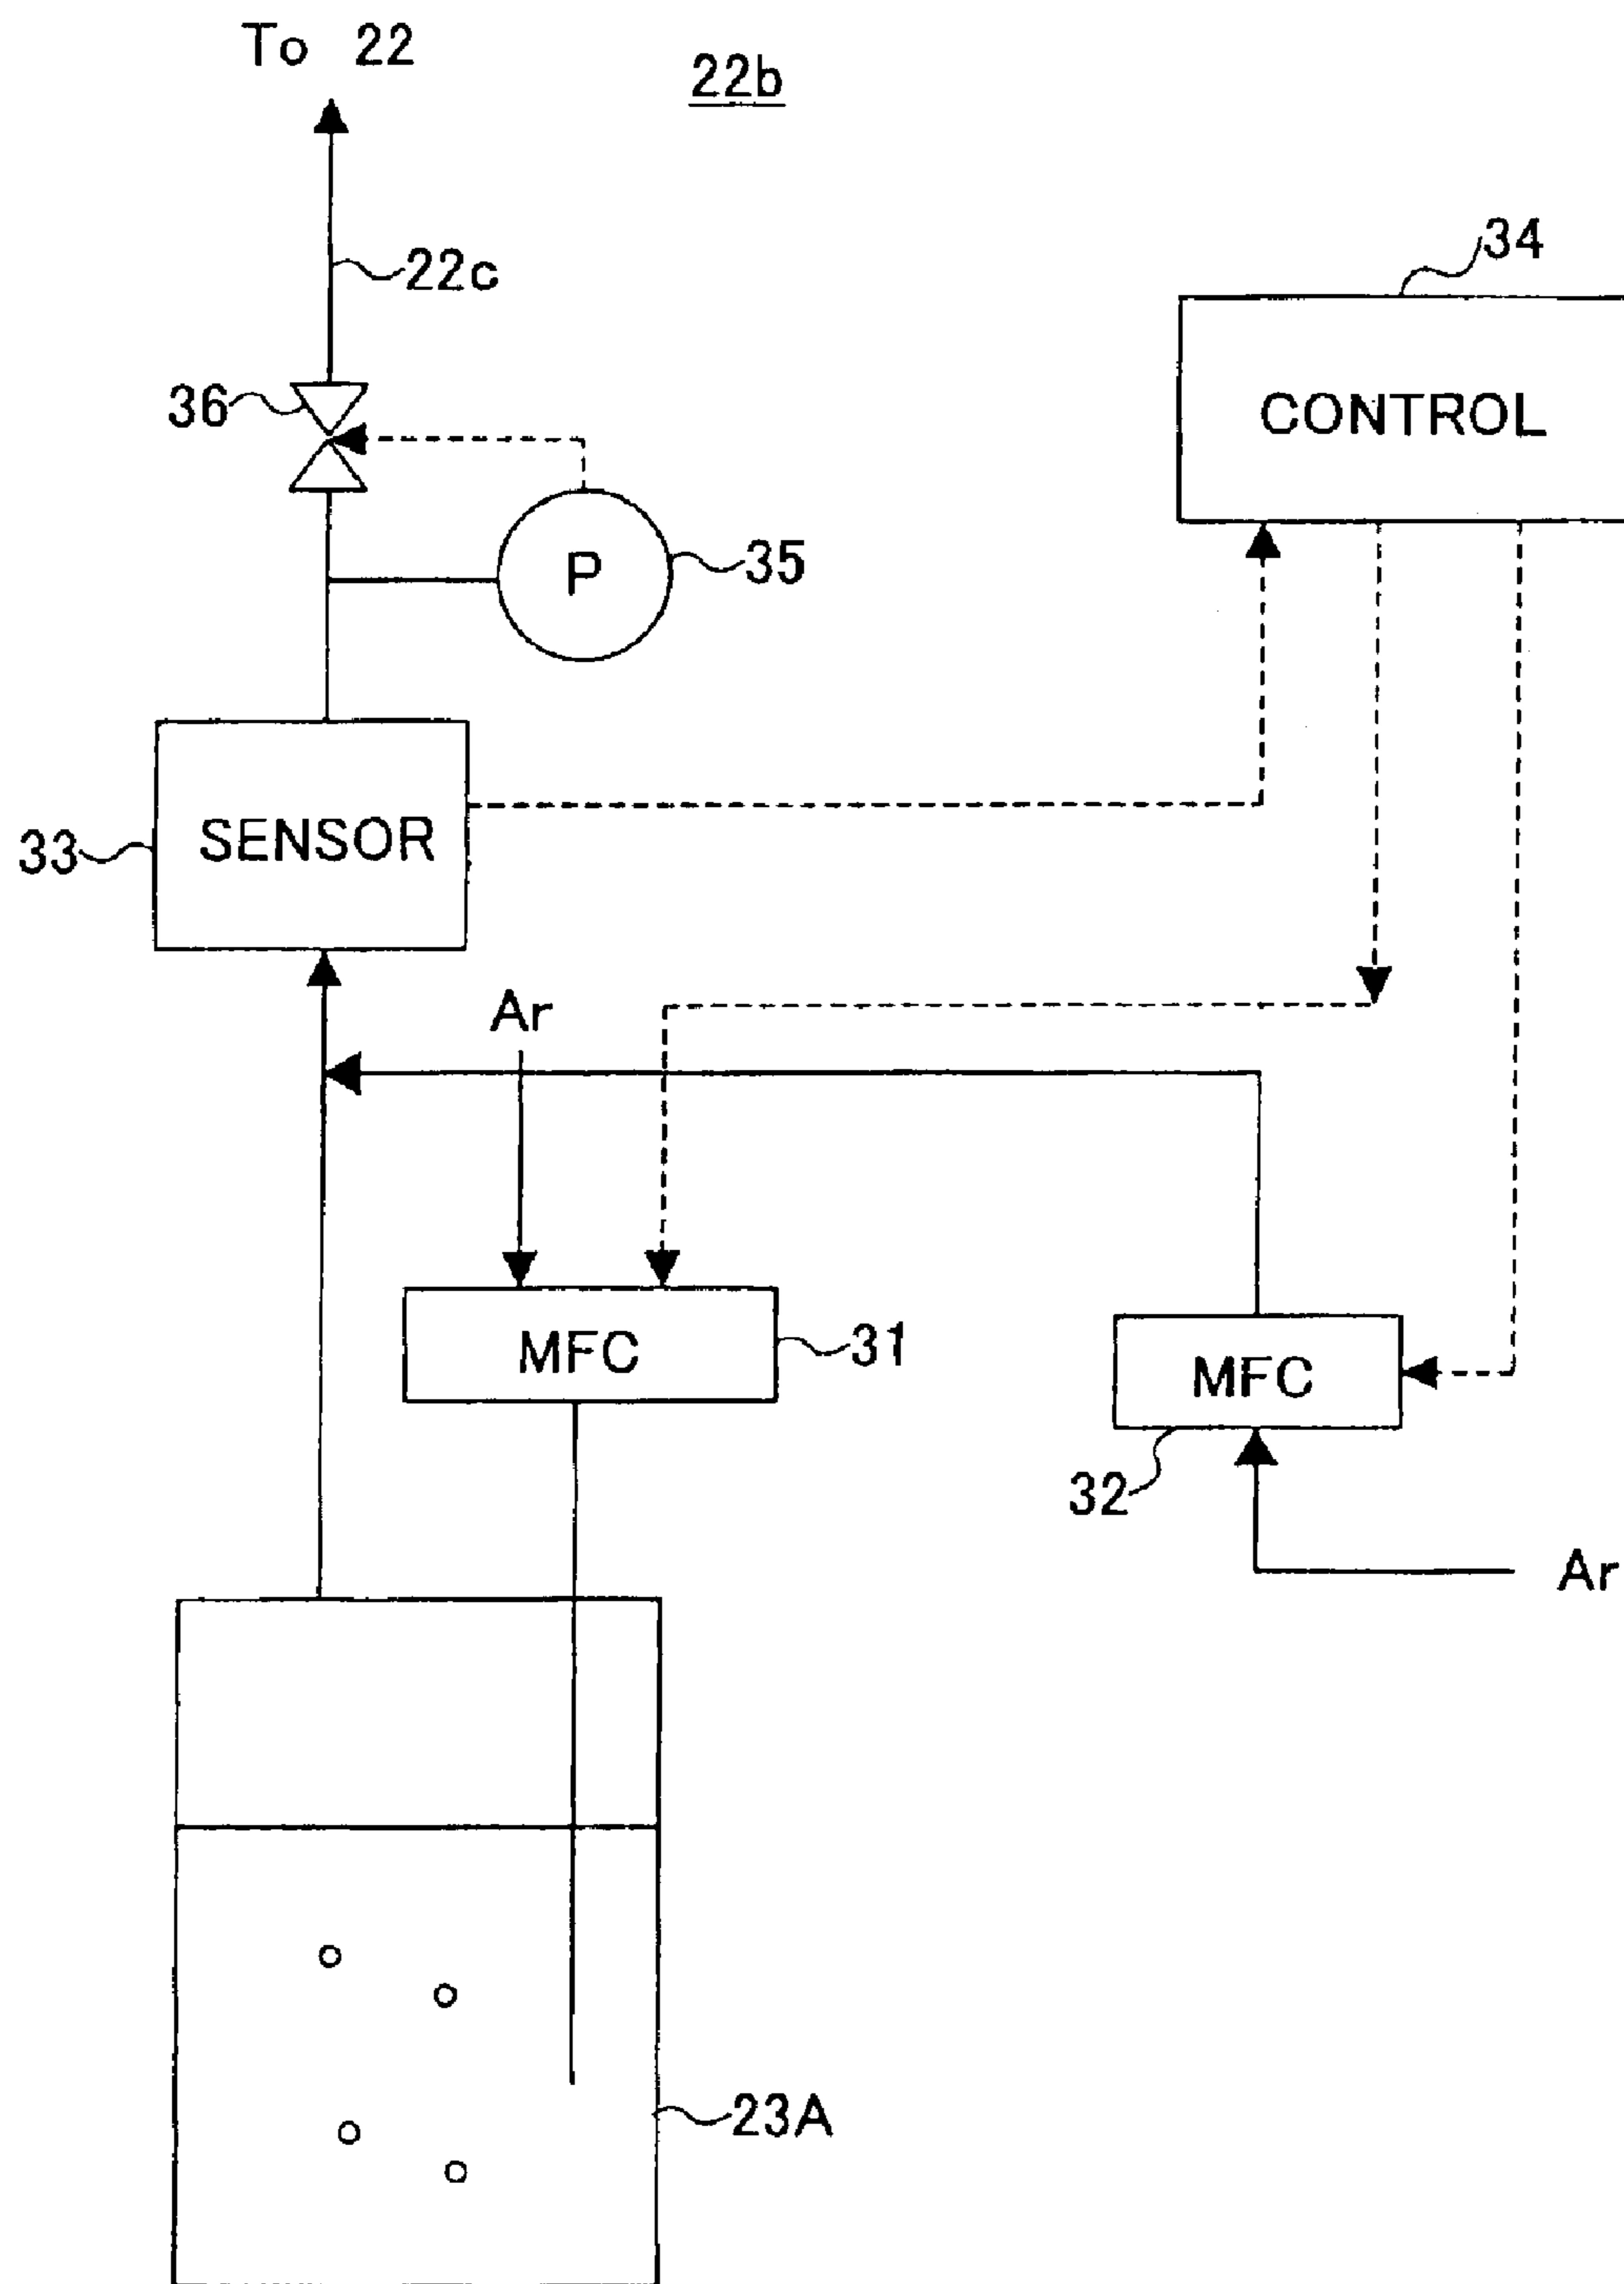 To 22
22b
22c
34
36
CONTROL
P
35
33
SENSOR
Ar
MFC
31
MFC
32
Ar
23A